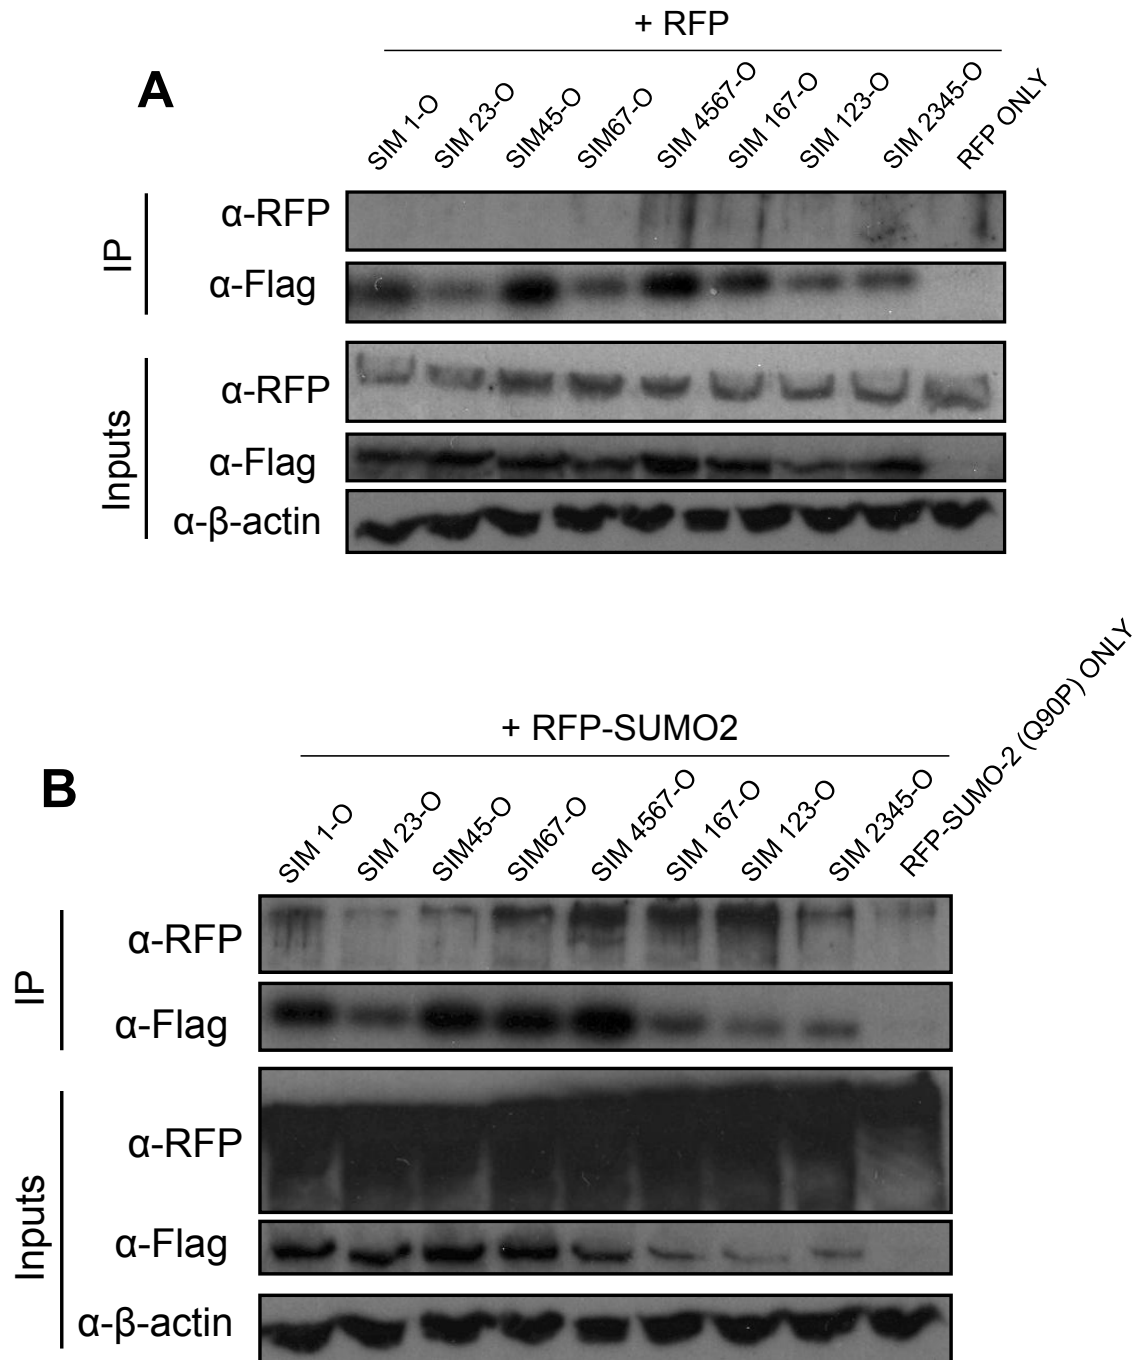 + RFP
A
SIM 1-O
SIM 23-O
SIM45-O
SIM67-O
SIM 4567-O
SIM 167-O
SIM 123-O
SIM 2345-O
RFP ONLY
IP
α-RFP
α-Flag
Inputs
α-RFP
α-Flag
α-β-actin
+ RFP-SUMO2
B
SIM 1-O
SIM 23-O
SIM45-O
SIM67-O
SIM 4567-O
SIM 167-O
SIM 123-O
SIM 2345-O
RFP-SUMO-2 (Q90P) ONLY
IP
α-RFP
α-Flag
Inputs
α-RFP
α-Flag
α-β-actin